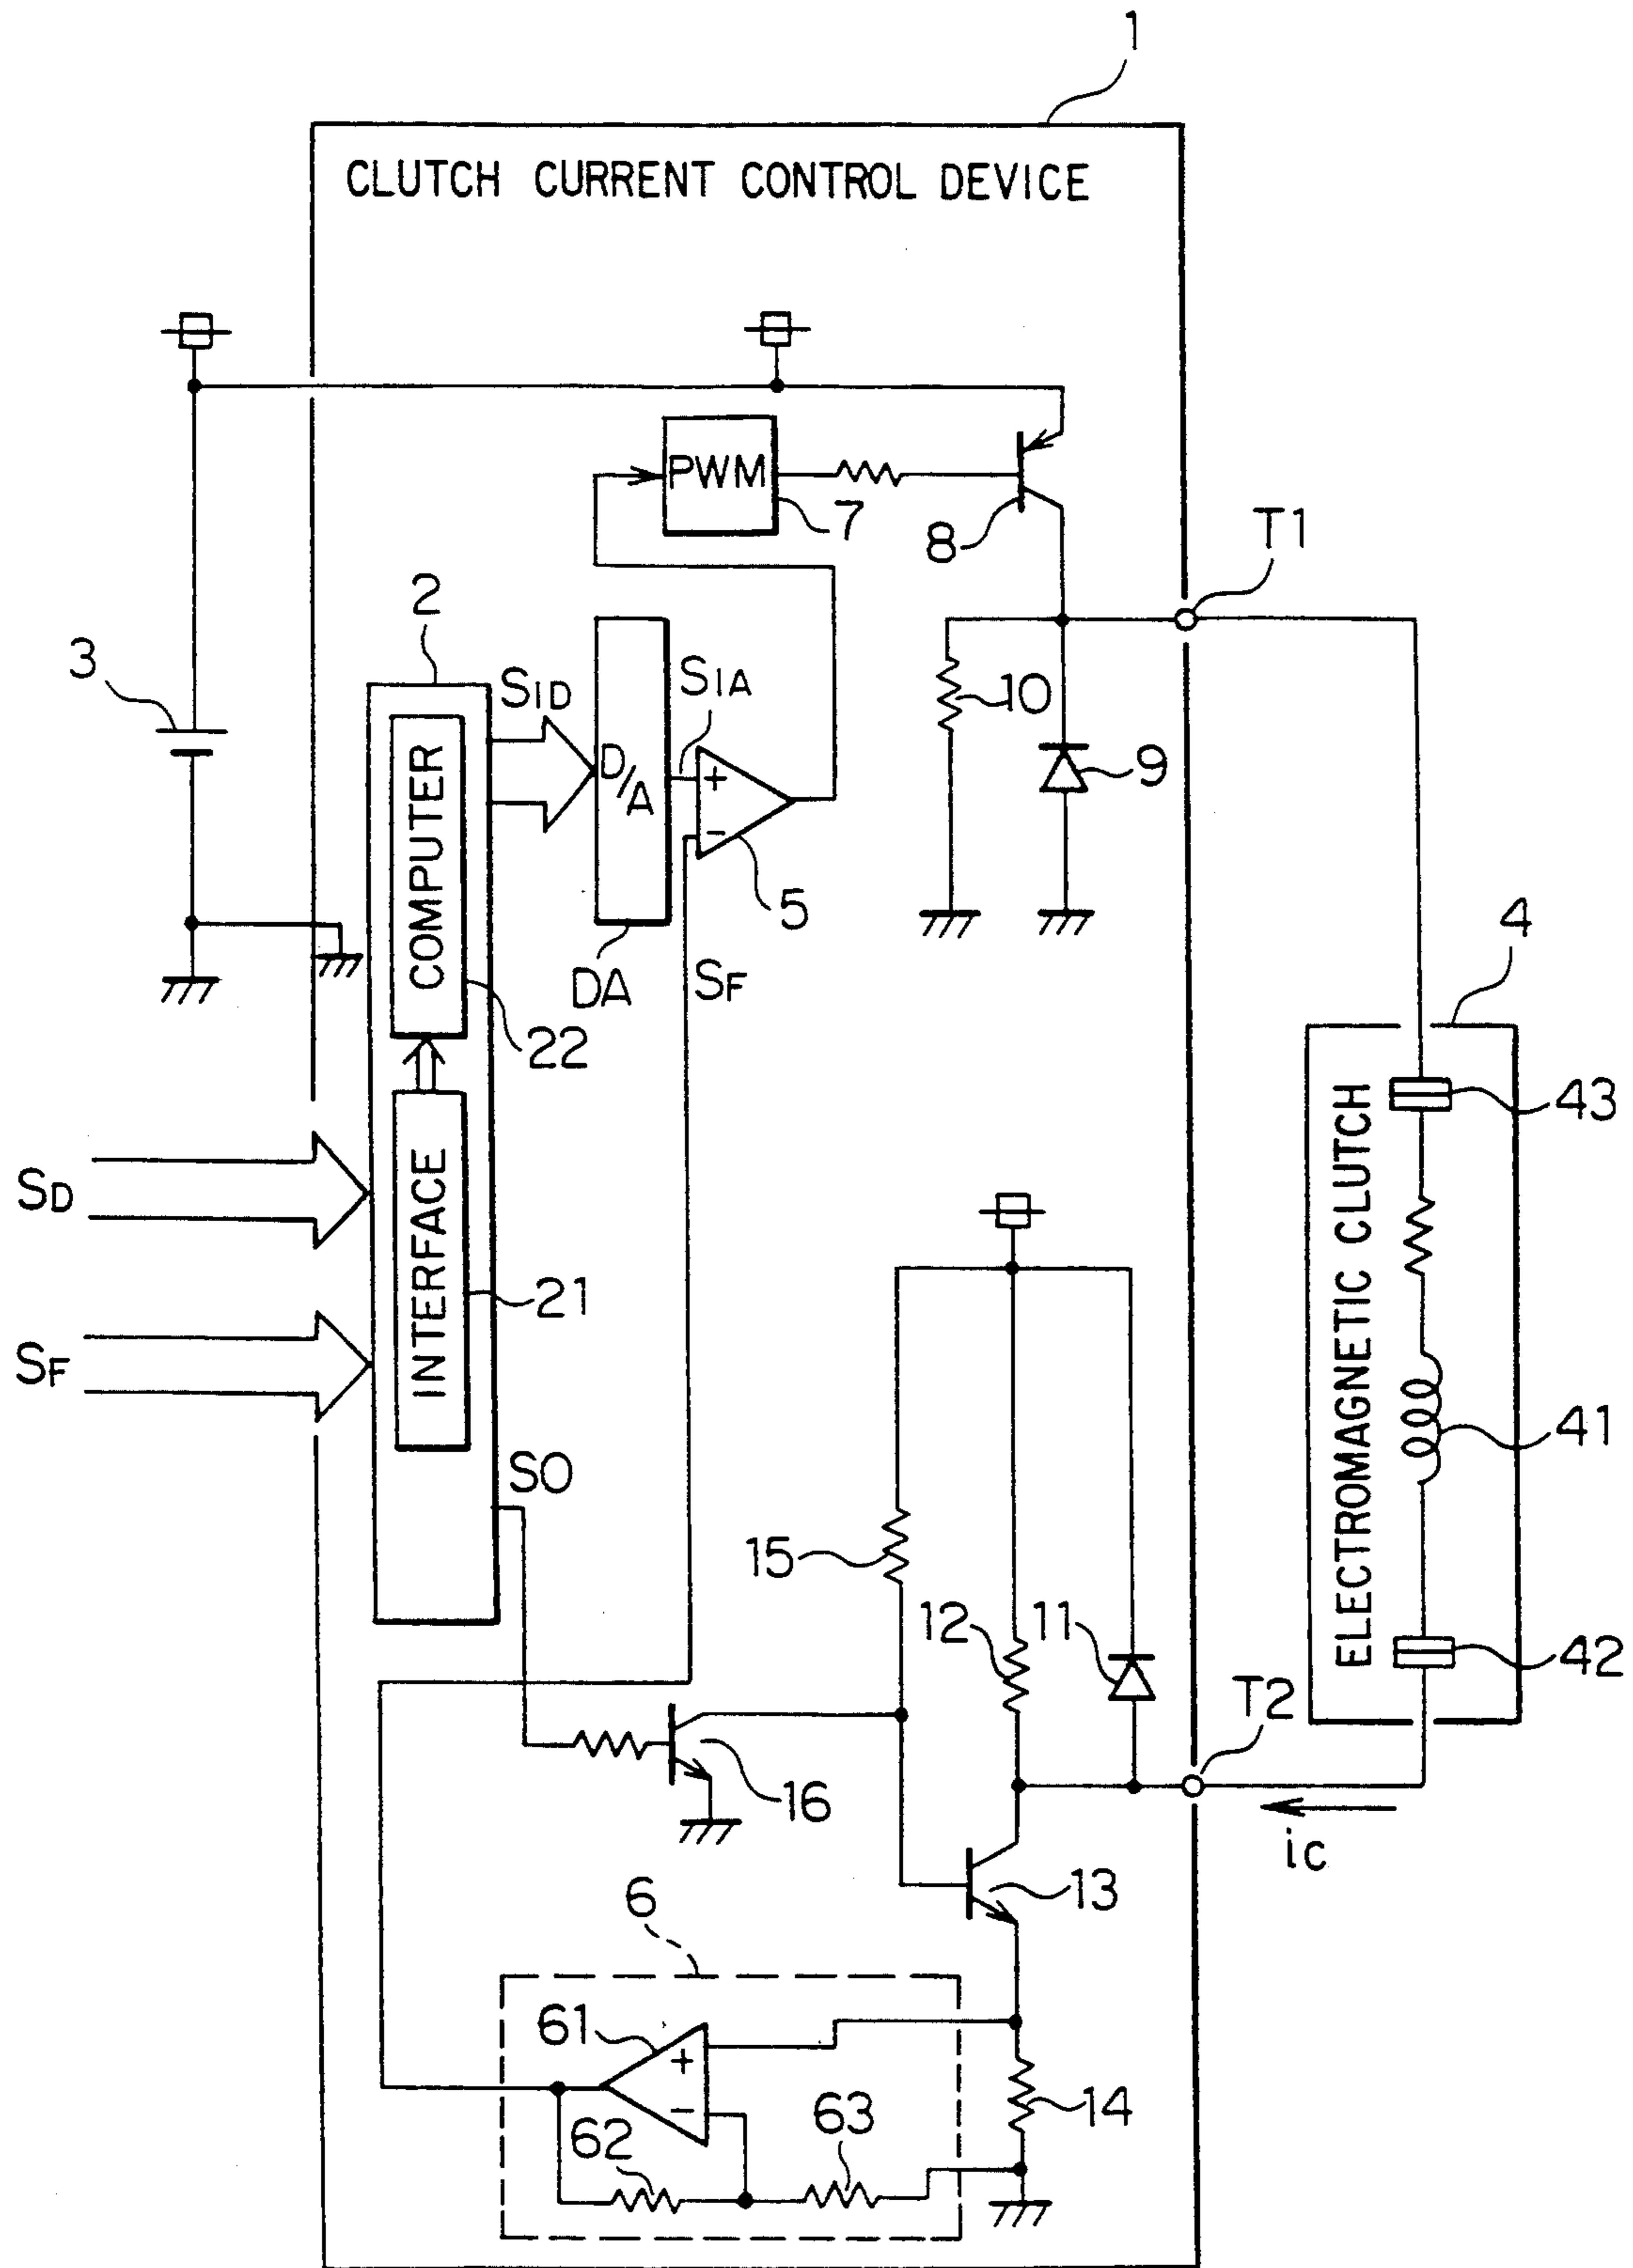 1
CLUTCH CURRENT CONTROL DEVICE
PWM
7
8
T1
2
3
SID
SIA
10
D/A
+
-
9
COMPUTER
5
4
DA
SF
22
43
ELECTROMAGNETIC CLUTCH
SD
INTERFACE
21
SF
41
SO
15
12
11
42
T2
16
ic
13
6
61
+
-
62
63
14